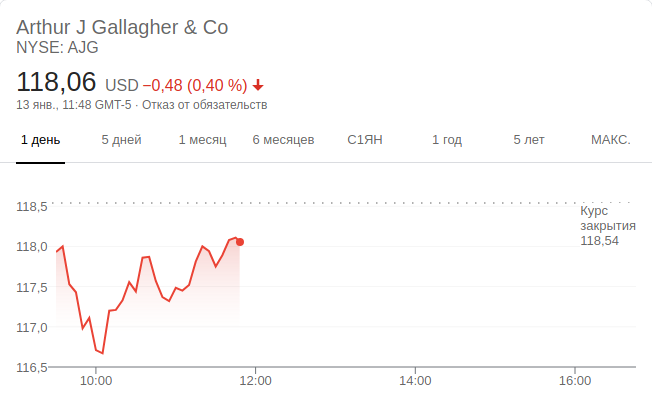 Arthur J Gallagher & Co
NYSE: AJG
118,06 USD −0,48 (0,40 %)
13 янв., 11:48 GMT-5 · Отказ от обязательств
1 день 5 дней 1 месяц 6 месяцев С1ЯН 1 год 5 лет МАКС.
118,5
Курс
закрытия
118,54
118,0
117,5
117,0
116,5
10:00 12:00 14:00 16:00